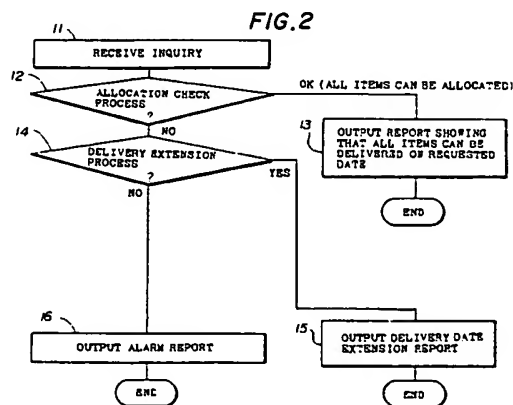 FIG.2
11
RECEIVE INQUIRY
12
ALLOCATION CHECK
PROCESS
?
OK (ALL ITEMS CAN BE ALLOCATED)
NO
13
OUTPUT REPORT SHOWING
THAT ALL ITEMS CAN BE
DELIVERED ON REQUESTED
DATE
END
14
DELIVERY EXTENSION
PROCESS
?
YES
NO
16
OUTPUT ALARM REPORT
END
15
OUTPUT DELIVERY DATE
EXTENSION REPORT
END